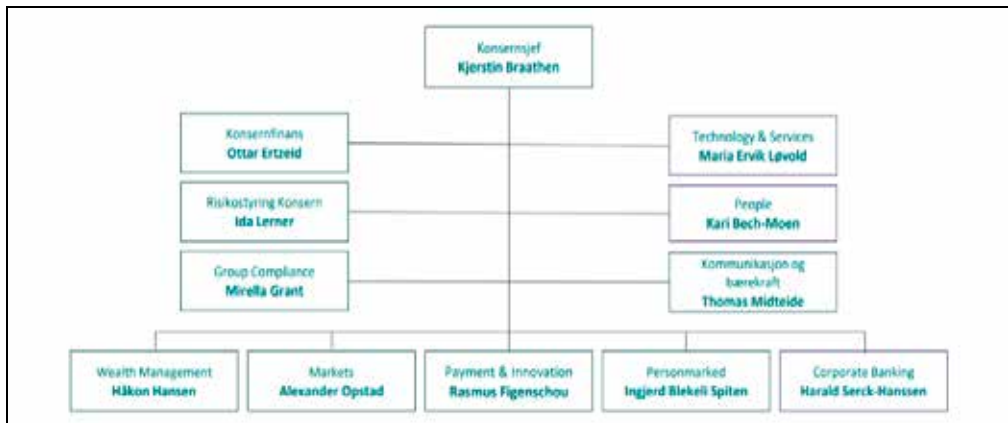 Konsernsjef
Kjerstin Braathen
Konsernfinans
Ottar Ertzeid
Technology & Services
Maria Ervik Løvold
Risikostyring Konsern
Ida Lerner
People
Kari Bech-Moen
Group Compliance
Mirella Grant
Kommunikasjon og
bærekraft
Thomas Midteide
Wealth Management
Håkon Hansen
Markets
Alexander Opstad
Payment & Innovation
Rasmus Figenschou
Personmarked
Ingjerd Blekeli Spiten
Corporate Banking
Harald Serck-Hanssen